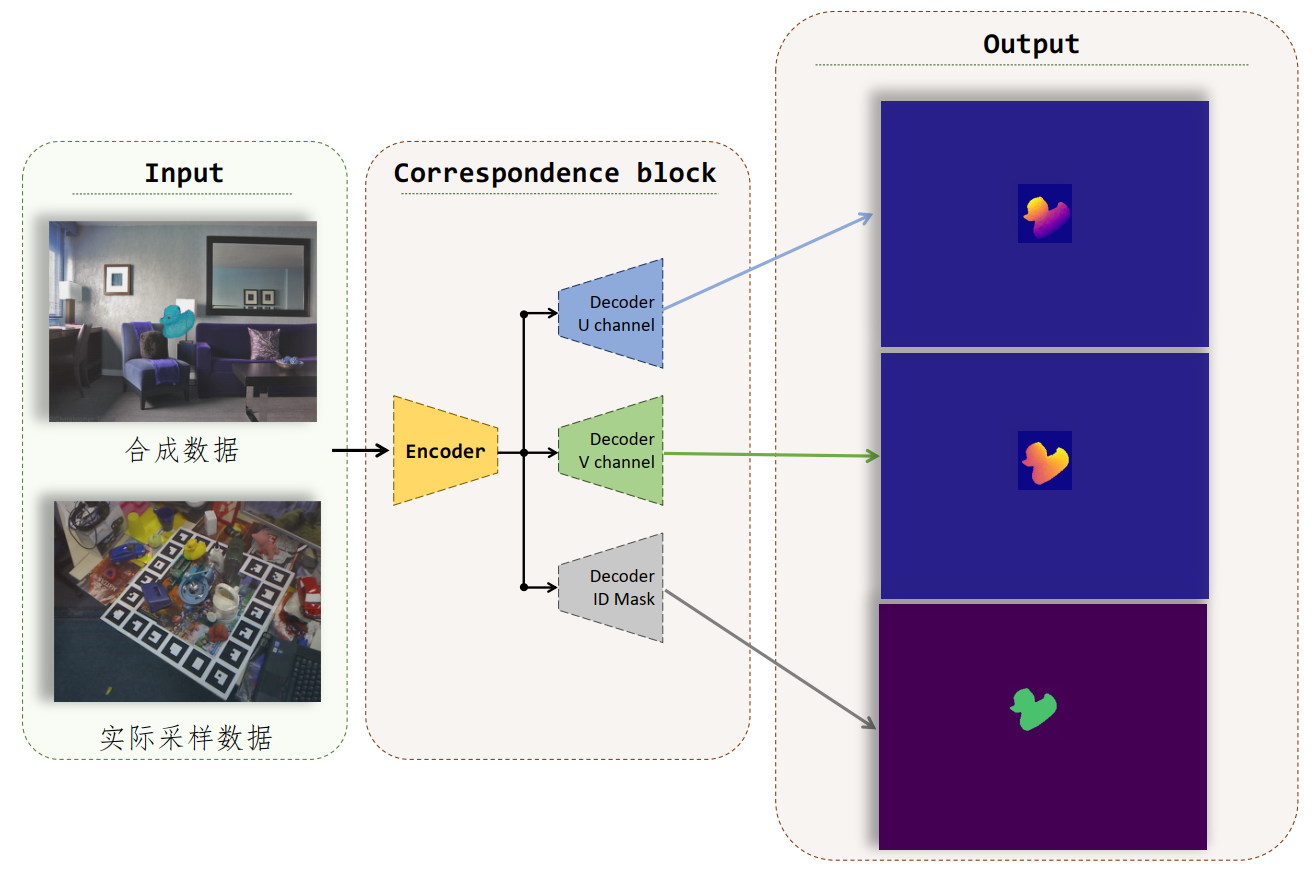 Input
合成数据
实际采样数据
Correspondence block
Encoder
Decoder
U channel
Decoder
V channel
Decoder
ID Mask
Output